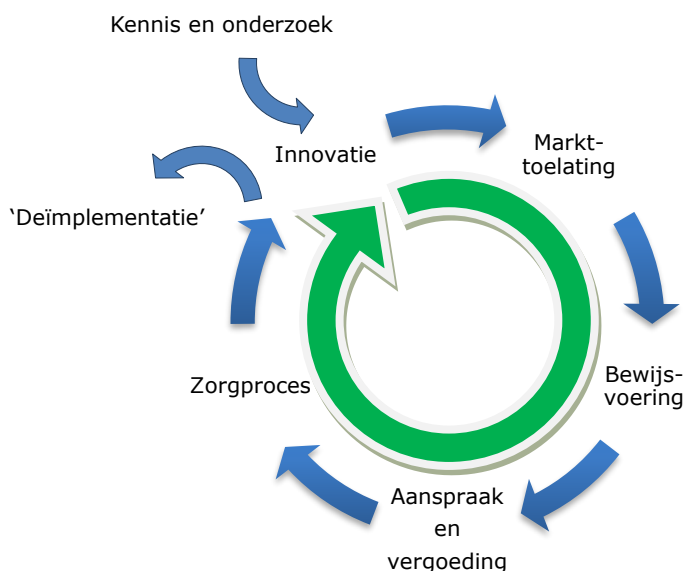 Kennis en onderzoek
Innovatie
Markt-
toelating
‘Deïmplementatie’
Zorgproces
Bewijs-
voering
Aanspraak
en
vergoeding